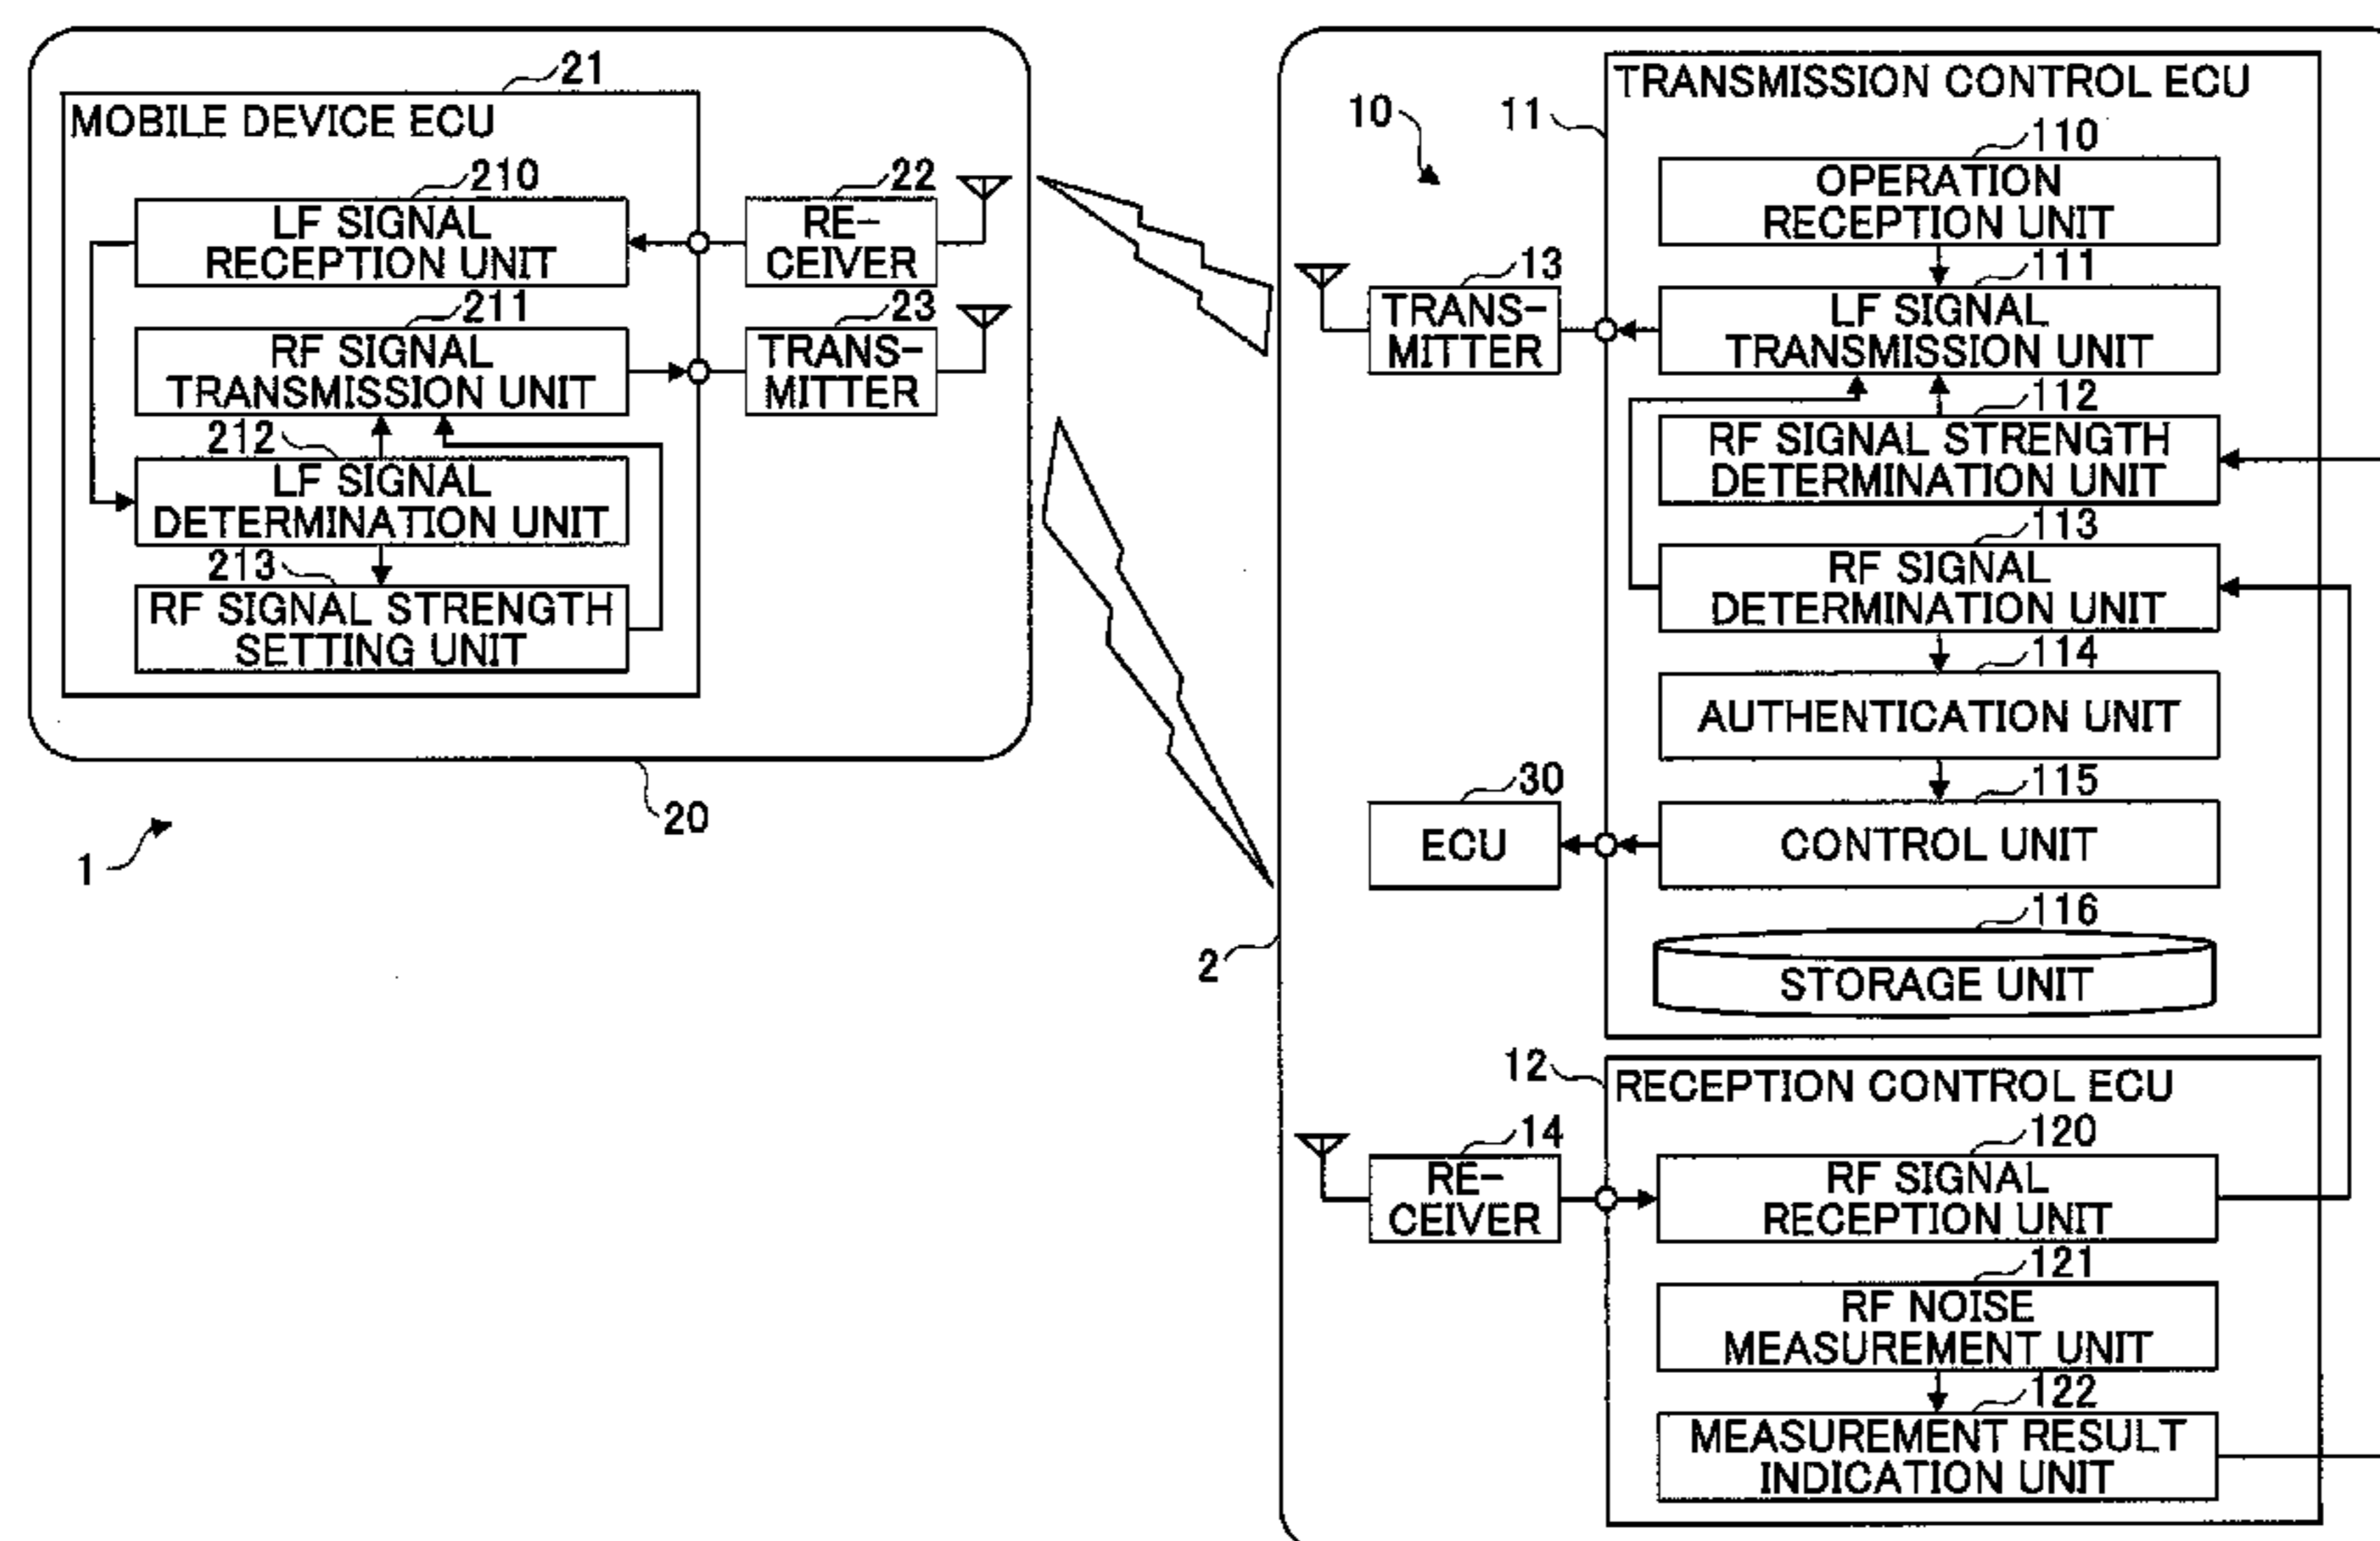 21
MOBILE DEVICE ECU
210
LF SIGNAL
RECEPTION UNIT
22
RE-
CEIVER
211
RF SIGNAL
TRANSMISSION UNIT
23
TRANS-
MITTER
212
LF SIGNAL
DETERMINATION UNIT
213
RF SIGNAL STRENGTH
SETTING UNIT
20
1
10
11
TRANSMISSION CONTROL ECU
110
OPERATION
RECEPTION UNIT
13
TRANS-
MITTER
111
LF SIGNAL
TRANSMISSION UNIT
112
RF SIGNAL STRENGTH
DETERMINATION UNIT
113
RF SIGNAL
DETERMINATION UNIT
114
AUTHENTICATION UNIT
30
ECU
115
CONTROL UNIT
116
STORAGE UNIT
2
12
RECEPTION CONTROL ECU
14
RE-
CEIVER
120
RF SIGNAL
RECEPTION UNIT
121
RF NOISE
MEASUREMENT UNIT
122
MEASUREMENT RESULT
INDICATION UNIT